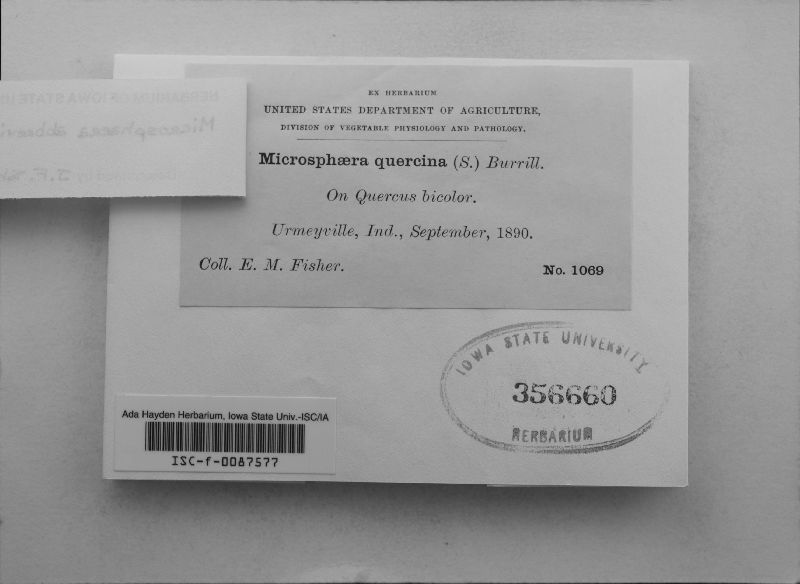 EX HERBARIUM
UNITED STATES DEPARTMENT OF AGRICULTURE,
DIVISION OF VEGETABLE PHYSIOLOGY AND PATHOLOGY.
Microsphæra quercina (S.) Burrill.
On Quercus bicolor.
Urmeyville, Ind., September, 1890.
Coll. E. M. Fisher.
No. 1069
IOWA STATE UNIVERSITY
356660
HERBARIUM
Ada Hayden Herbarium, Iowa State Univ.-ISC/IA
ISC-f-0087577